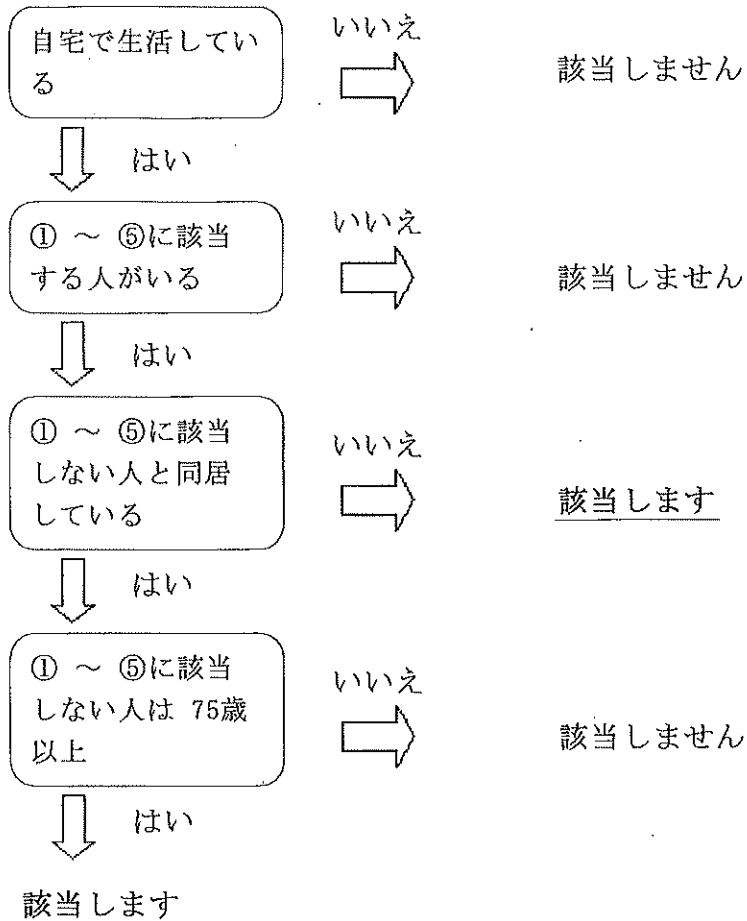 自宅で生活してい
る
いいえ
該当しません
はい
① ～ ⑤に該当
する人がいる
いいえ
該当しません
はい
① ～ ⑤に該当
しない人と同居
している
いいえ
該当します
はい
① ～ ⑤に該当
しない人は 75歳
以上
いいえ
該当しません
はい
該当します